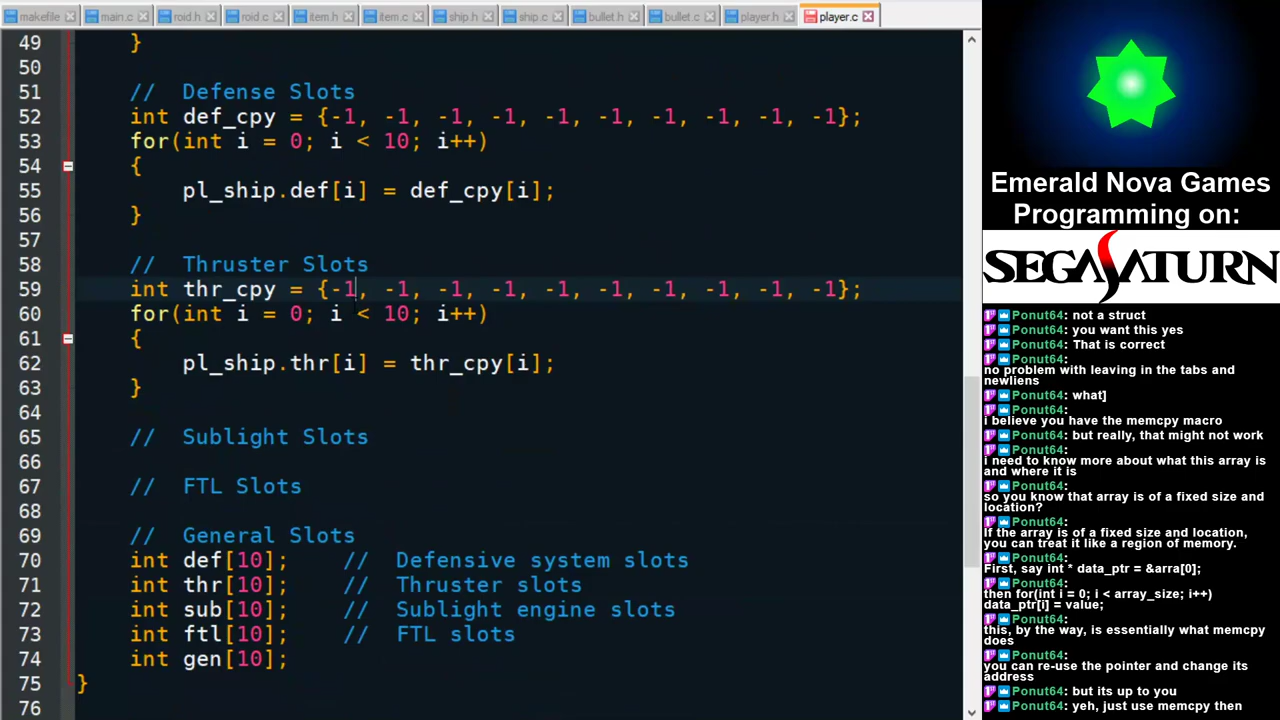 makefile main.c roid.h roid.c item.h item.c ship.h ship.c bullet.h bullet.c player.h player.c
49 }
50
51 // Defense Slots
52 int def_cpy = {-1, -1, -1, -1, -1, -1, -1, -1, -1, -1};
53 for(int i = 0; i < 10; i++)
54 {
55 pl_ship.def[i] = def_cpy[i];
56 }
57
58 // Thruster Slots
59 int thr_cpy = {-1, -1, -1, -1, -1, -1, -1, -1, -1, -1};
60 for(int i = 0; i < 10; i++)
61 {
62 pl_ship.thr[i] = thr_cpy[i];
63 }
64
65 // Sublight Slots
66
67 // FTL Slots
68
69 // General Slots
70 int def[10]; // Defensive system slots
71 int thr[10]; // Thruster slots
72 int sub[10]; // Sublight engine slots
73 int ftl[10]; // FTL slots
74 int gen[10];
75 }
76
Emerald Nova Games
Programming on:
SEGA SATURN
Ponut64: not a struct
Ponut64: you want this yes
Ponut64: That is correct
Ponut64:
no problem with leaving in the tabs and
newliens
Ponut64: what]
Ponut64:
i believe you have the memcpy macro
Ponut64: but really, that might not work
Ponut64:
i need to know more about what this array is
and where it is
Ponut64:
so you know that array is of a fixed size and
location?
Ponut64:
If the array is of a fixed size and location,
you can treat it like a region of memory.
Ponut64:
First, say int * data_ptr = &arra[0];
Ponut64:
then for(int i = 0; i < array_size; i++)
data_ptr[i] = value;
Ponut64:
this, by the way, is essentially what memcpy
does
Ponut64:
you can re-use the pointer and change its
address
Ponut64: but its up to you
Ponut64: yeh, just use memcpy then